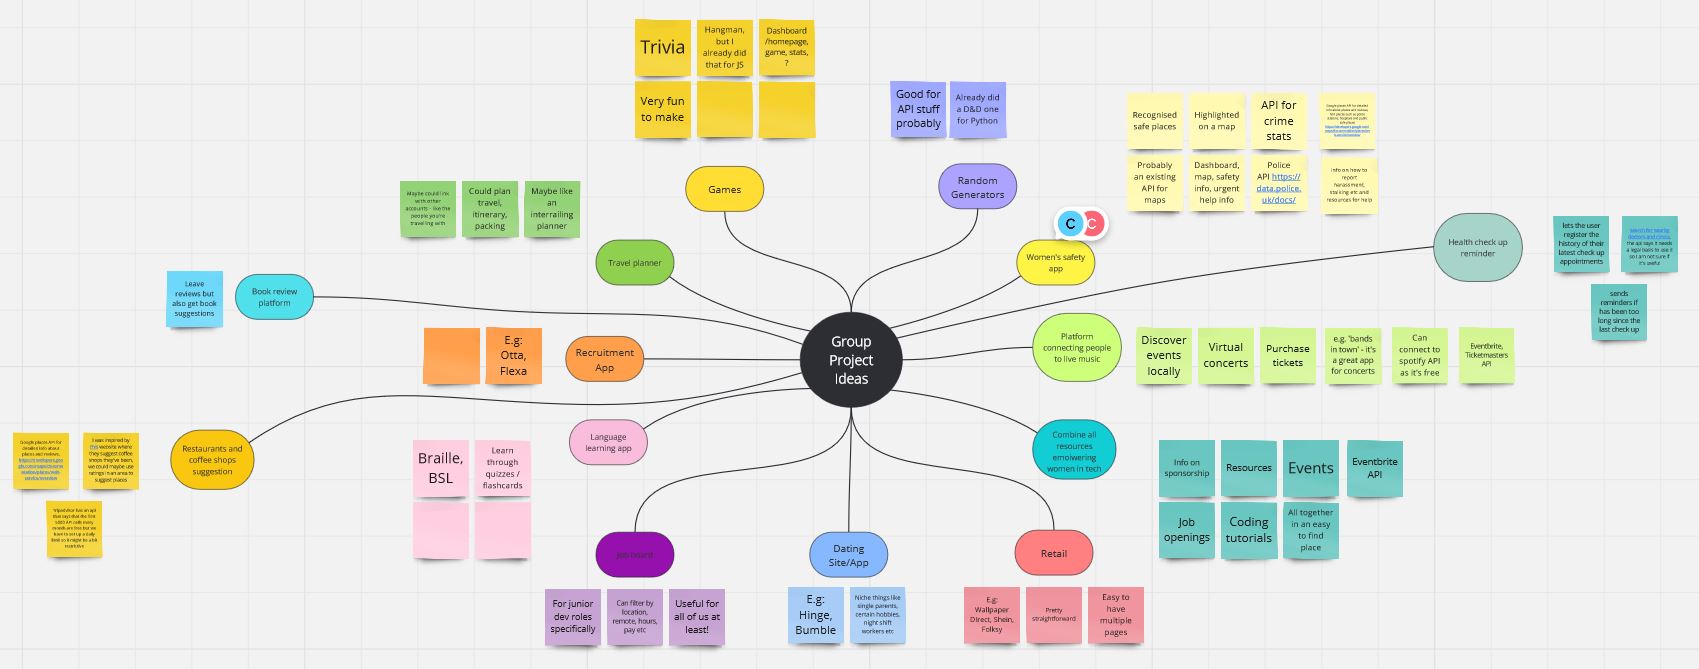 Trivia
Hangman,
but I
already did
that for JS
Dashboard
/homepage,
game, stats,
?
Very fun
to make
Games
Good for
API stuff
probably
Already did
a D&D one
for Python
Random
Generators
Recognised
safe places
Highlighted
on a map
API for
crime
stats
Probably
an existing
API for
maps
Dashboard,
map, safety
info, urgent
help info
Police
API https://
data.police.
uk/docs/
info on how to
report
harassment,
stalking etc and
resources for help
C
C
Women's safety
app
Maybe could link
with other
accounts - like the
people you're
travelling with
Could plan
travel,
itinerary,
packing
Maybe like
an
interrailing
planner
Travel planner
Health check up
reminder
lets the user
register the
history of their
latest check up
appointments
search for nearby
doctors and clinics,
the api says it needs
a legal basis to use it
so I am not sure if
it's useful
sends
reminders if
has been too
long since the
last check up
Leave
reviews but
also get book
suggestions
Book review
platform
Group
Project
Ideas
E.g:
Otta,
Flexa
Recruitment
App
Platform
connecting people
to live music
Discover
events
locally
Virtual
concerts
Purchase
tickets
e.g. 'bands
in town' - it's
a great app
for concerts
Can
connect to
spotify API
as it's free
Eventbrite,
Ticketmasters
API
Google places API for
detailed info about
places and reviews,
I was inspired by
this website where
they suggest coffee
shops they've been,
we could maybe use
ratings in an area to
suggest places
Restaurants and
coffee shops
suggestion
Tripadvisor has an api
that says that the first
5000 API calls every
month are free but we
have to set up a daily
limit so it might be a bit
restrictive
Braille,
BSL
Learn
through
quizzes /
flashcards
Language
learning app
Combine all
resources
emoiwering
women in tech
Info on
sponsorship
Resources
Events
Eventbrite
API
Job
openings
Coding
tutorials
All together
in an easy
to find
place
Job board
For junior
dev roles
specifically
Can filter by
location,
remote, hours,
pay etc
Useful for
all of us at
least!
Dating
Site/App
E.g:
Hinge,
Bumble
Niche things like
single parents,
certain hobbies,
night shift
workers etc
Retail
E.g:
Wallpaper
Direct, Shein,
Folksy
Pretty
straightforward
Easy to
have
multiple
pages